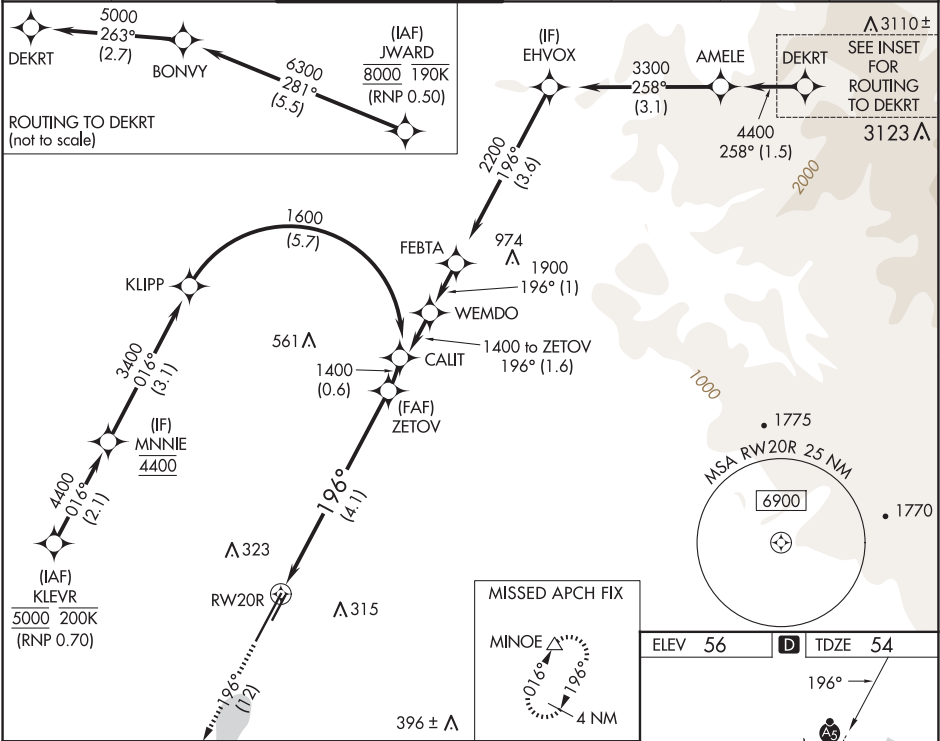 5000
263°
(2.7)
DEKRT
BONVY
6300
281°
(5.5)
(IAF)
JWARD
8000 190K
(RNP 0.50)
ROUTING TO DEKRT
(not to scale)
(IF)
EHVOX
3300
258°
(3.1)
AMELE
DEKRT
4400
258° (1.5)
3110±
SEE INSET
FOR
ROUTING
TO DEKRT
3123
2000
2200
196°
(3.6)
FEBTA
974
1900
196° (1)
WEMDO
1400 to ZETOV
196° (1.6)
CALIT
1600
(5.7)
KLIPP
561
1400
(0.6)
(FAF)
ZETOV
3400
016°
(3.1)
(IF)
MNNIE
4400
4400
016°
(2.1)
(IAF)
KLEVR
5000 200K
(RNP 0.70)
196°
(4.1)
323
RW20R
315
196°
(12)
396 ±
1000
1775
MSA RW20R 25 NM
6900
1770
MISSED APCH FIX
MINOE
016°
196°
4 NM
ELEV 56
D
TDZE 54
196°
A5